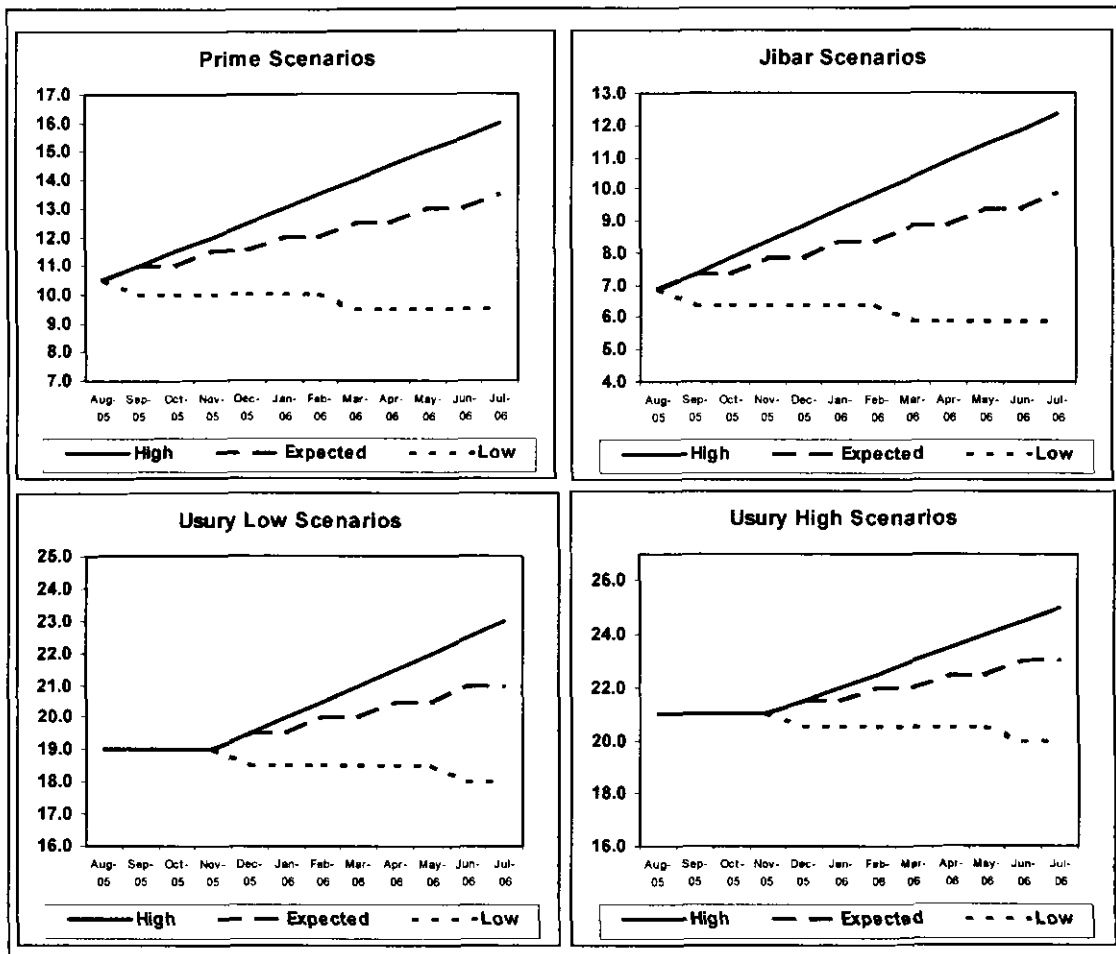 Prime Scenarios
17.0
16.0
15.0
14.0
13.0
12.0
11.0
10.0
9.0
8.0
7.0
Aug- Sep- Oct- Nov- Dec- Jan- Feb- Mar- Apr- May- Jun- Jul-
05 05 05 05 05 06 06 06 06 06 06 06
High Expected Low
Jibar Scenarios
13.0
12.0
11.0
10.0
9.0
8.0
7.0
6.0
5.0
4.0
Aug- Sep- Oct- Nov- Dec- Jan- Feb- Mar- Apr- May- Jun- Jul-
05 05 05 05 05 06 06 06 06 06 06 06
High Expected Low
Usury Low Scenarios
25.0
24.0
23.0
22.0
21.0
20.0
19.0
18.0
17.0
16.0
Aug- Sep- Oct- Nov- Dec- Jan- Feb- Mar- Apr- May- Jun- Jul-
05 05 05 05 05 06 06 06 06 06 06 06
High Expected Low
Usury High Scenarios
26.0
24.0
22.0
20.0
18.0
16.0
Aug- Sep- Oct- Nov- Dec- Jan- Feb- Mar- Apr- May- Jun- Jul-
05 05 05 05 05 06 06 06 06 06 06 06
High Expected Low